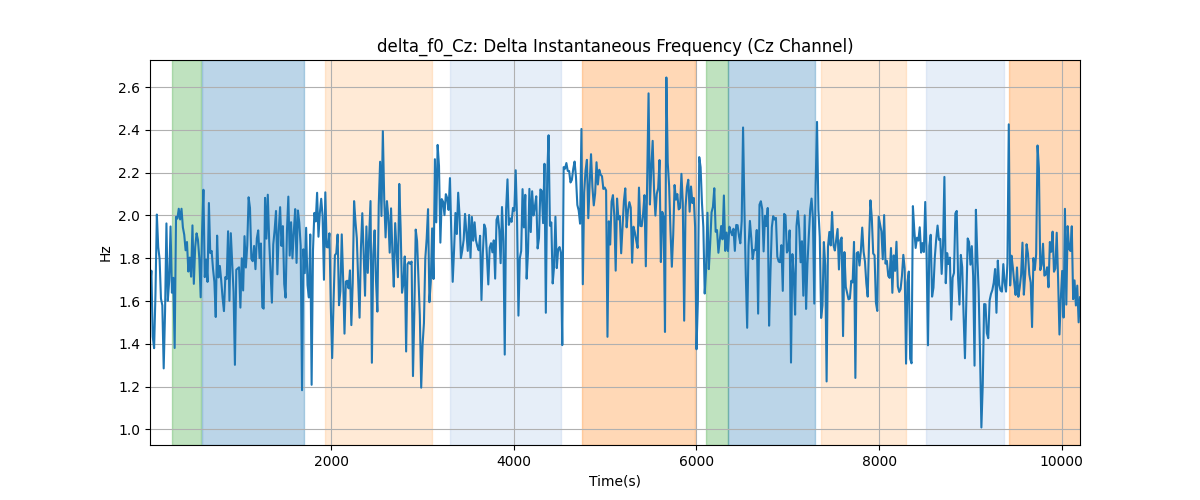 delta_f0_Cz: Delta Instantaneous Frequency (Cz Channel)
Hz
2.6
2.4
2.2
2.0
1.8
1.6
1.4
1.2
1.0
2000 4000 6000 8000 10000
Time(s)